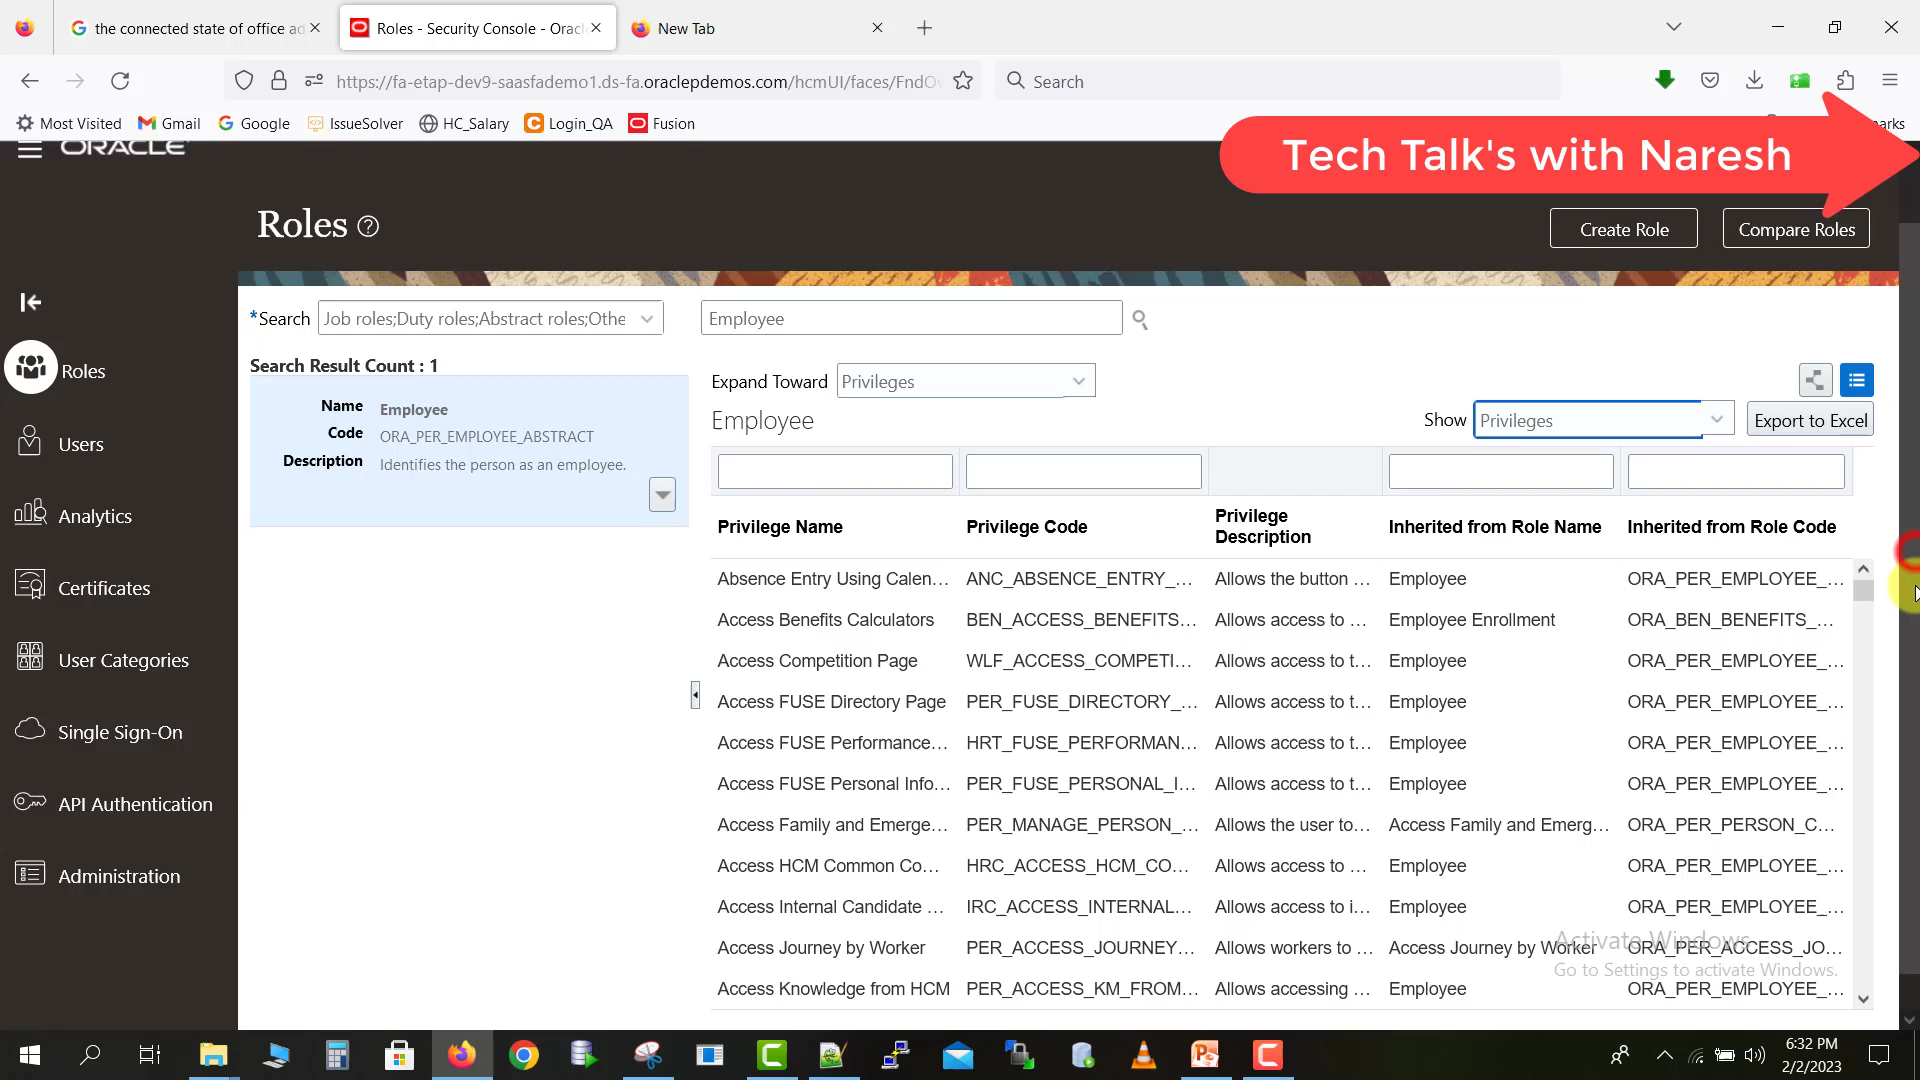 the connected state of office ad
Roles - Security Console - Oracl
New Tab
https://fa-etap-dev9-saasfademo1.ds-fa.oraclepdemos.com/hcmUI/faces/FndOv
Search
Most Visited
Gmail
Google
IssueSolver
HC_Salary
Login_QA
Fusion
arks
Tech Talk's with Naresh
ORACLE
Roles
Create Role
Compare Roles
*Search
Job roles;Duty roles;Abstract roles;Othe
Employee
Search Result Count : 1
Name Employee
Code ORA_PER_EMPLOYEE_ABSTRACT
Description Identifies the person as an employee.
Roles
Users
Analytics
Certificates
User Categories
Single Sign-On
API Authentication
Administration
Expand Toward Privileges
Employee
Show Privileges
Export to Excel
Privilege Name Privilege Code Privilege Description Inherited from Role Name Inherited from Role Code
Absence Entry Using Calen... ANC_ABSENCE_ENTRY_... Allows the button ... Employee ORA_PER_EMPLOYEE_...
Access Benefits Calculators BEN_ACCESS_BENEFITS... Allows access to ... Employee Enrollment ORA_BEN_BENEFITS_...
Access Competition Page WLF_ACCESS_COMPETI... Allows access to t... Employee ORA_PER_EMPLOYEE_...
Access FUSE Directory Page PER_FUSE_DIRECTORY_... Allows access to t... Employee ORA_PER_EMPLOYEE_...
Access FUSE Performance... HRT_FUSE_PERFORMAN... Allows access to t... Employee ORA_PER_EMPLOYEE_...
Access FUSE Personal Info... PER_FUSE_PERSONAL_I... Allows access to t... Employee ORA_PER_EMPLOYEE_...
Access Family and Emerge... PER_MANAGE_PERSON_... Allows the user to... Access Family and Emerg... ORA_PER_PERSON_C...
Access HCM Common Co... HRC_ACCESS_HCM_CO... Allows access to ... Employee ORA_PER_EMPLOYEE_...
Access Internal Candidate ... IRC_ACCESS_INTERNAL... Allows access to i... Employee ORA_PER_EMPLOYEE_...
Access Journey by Worker PER_ACCESS_JOURNEY... Allows workers to ... Access Journey by Worker ORA_PER_ACCESS_JO...
Access Knowledge from HCM PER_ACCESS_KM_FROM... Allows accessing ... Employee ORA_PER_EMPLOYEE_...
Activate Windows
Go to Settings to activate Windows.
6:32 PM
2/2/2023